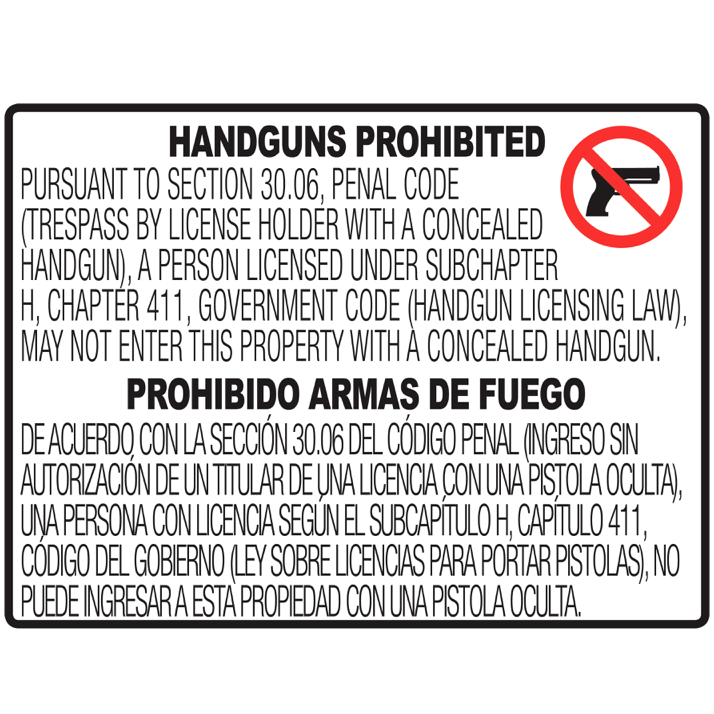 HANDGUNS PROHIBITED
PURSUANT TO SECTION 30.06, PENAL CODE
(TRESPASS BY LICENSE HOLDER WITH A CONCEALED
HANDGUN), A PERSON LICENSED UNDER SUBCHAPTER
H, CHAPTER 411, GOVERNMENT CODE (HANDGUN LICENSING LAW),
MAY NOT ENTER THIS PROPERTY WITH A CONCEALED HANDGUN.
PROHIBIDO ARMAS DE FUEGO
DE ACUERDO CON LA SECCIÓN 30.06 DEL CÓDIGO PENAL (INGRESO SIN
AUTORIZACIÓN DE UN TITULAR DE UNA LICENCIA CON UNA PISTOLA OCULTA),
UNA PERSONA CON LICENCIA SEGÚN EL SUBCAPÍTULO H, CAPÍTULO 411,
CÓDIGO DEL GOBIERNO (LEY SOBRE LICENCIAS PARA PORTAR PISTOLAS), NO
PUEDE INGRESAR A ESTA PROPIEDAD CON UNA PISTOLA OCULTA.